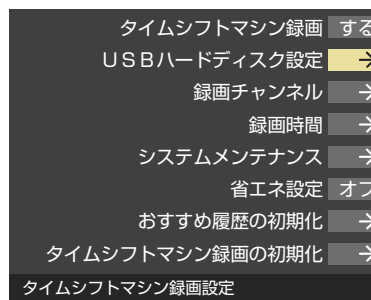 タイムシフトマシン録画 する
USBハードディスク設定 →
録画チャンネル →
録画時間 →
システムメンテナンス →
省エネ設定 オフ
おすすめ履歴の初期化 →
タイムシフトマシン録画の初期化 →
タイムシフトマシン録画設定